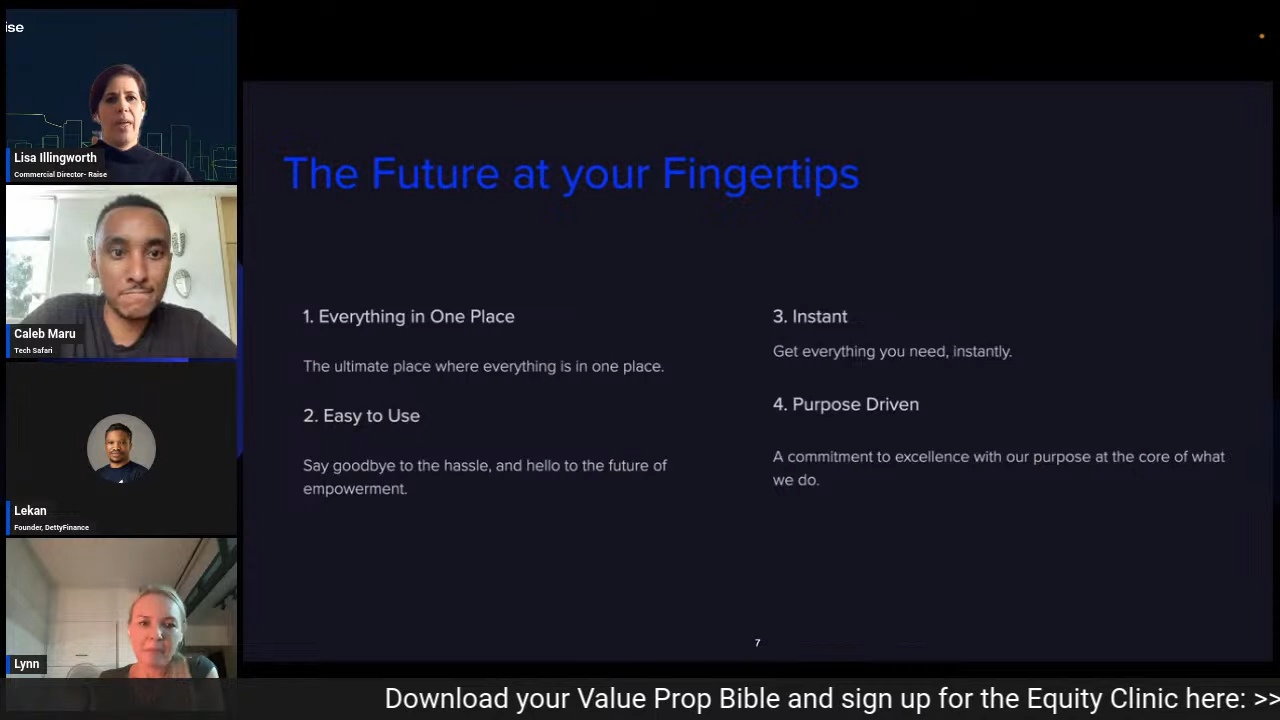 ise
Lisa Illingworth
Commercial Director- Raise
Caleb Maru
Tech Safari
Lekan
Founder, DettyFinance
Lynn
The Future at your Fingertips
1. Everything in One Place
The ultimate place where everything is in one place.
2. Easy to Use
Say goodbye to the hassle, and hello to the future of
empowerment.
3. Instant
Get everything you need, instantly.
4. Purpose Driven
A commitment to excellence with our purpose at the core of what
we do.
7
Download your Value Prop Bible and sign up for the Equity Clinic here: >>